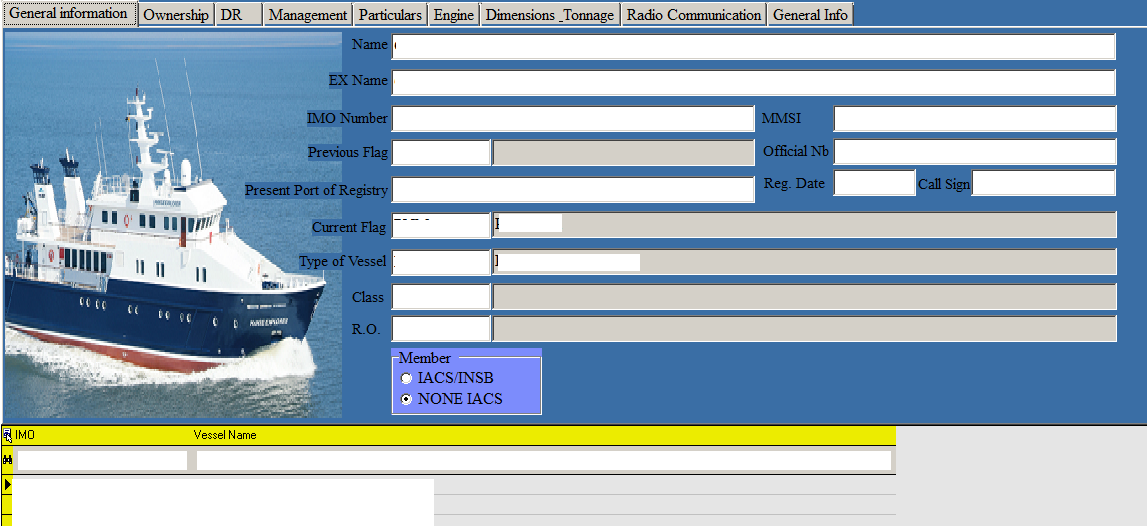 General information Ownership DR Management Particulars Engine Dimensions _Tonnage Radio Communication General Info
Name
EX Name
IMO Number MMSI
Previous Flag Official Nb
Present Port of Registry Reg. Date Call Sign
Current Flag
Type of Vessel
Class
R.O.
Member
IACS/INSB
NONE IACS
HANSE EXPLORER
IMO Vessel Name